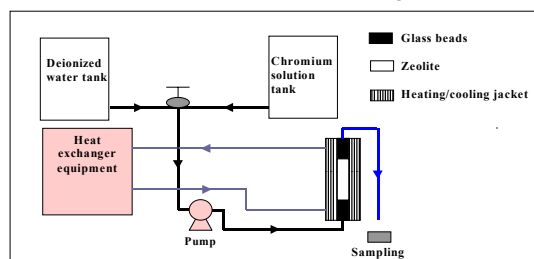 Deionized
water tank
Chromium
solution
tank
Glass beads
Zeolite
Heating/cooling jacket
Heat
exchanger
equipment
Pump
Sampling